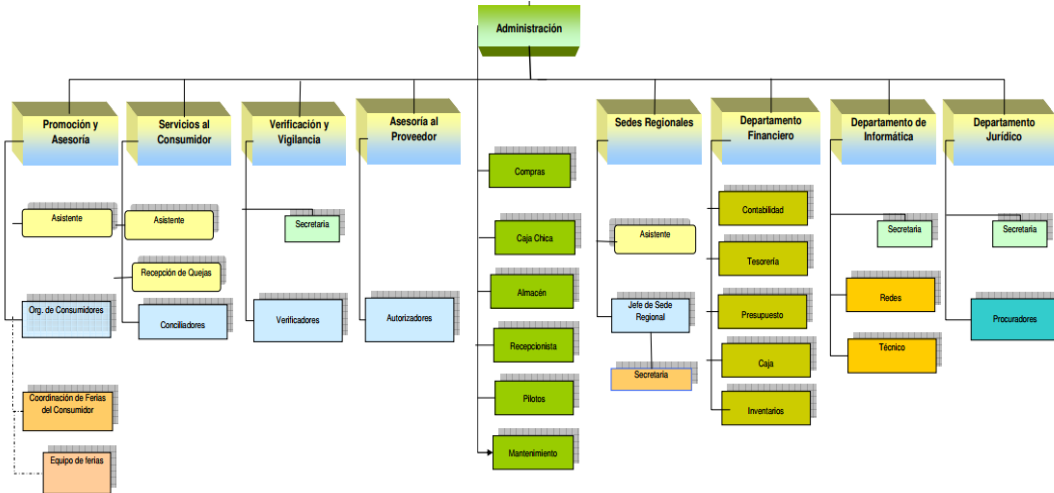 Administración
Promoción y
Asesoría
Servicios al
Consumidor
Verificación y
Vigilancia
Asesoría al
Proveedor
Sedes Regionales
Departamento
Financiero
Departamento de
Informática
Departamento
Jurídico
Asistente
Org. de Consumidores
Coordinación de Ferias
del Consumidor
Equipo de ferias
Asistente
Recepción de Quejas
Conciliadores
Secretaria
Verificadores
Autorizadores
Compras
Caja Chica
Almacén
Recepcionista
Pilotos
Mantenimiento
Asistente
Jefe de Sede
Regional
Secretaria
Contabilidad
Tesorería
Presupuesto
Caja
Inventarios
Secretaria
Redes
Técnico
Secretaria
Procuradores